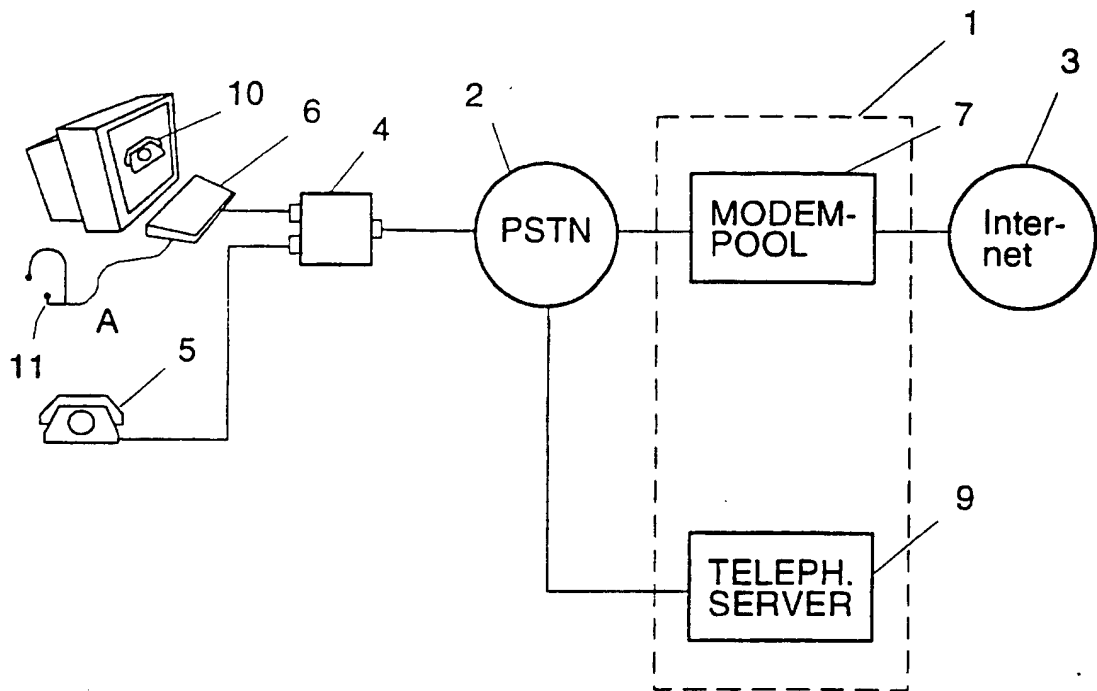 1
3
2
10
6
4
7
PSTN
MODEM-
POOL
Inter-
net
A
11
5
9
TELEPH.
SERVER